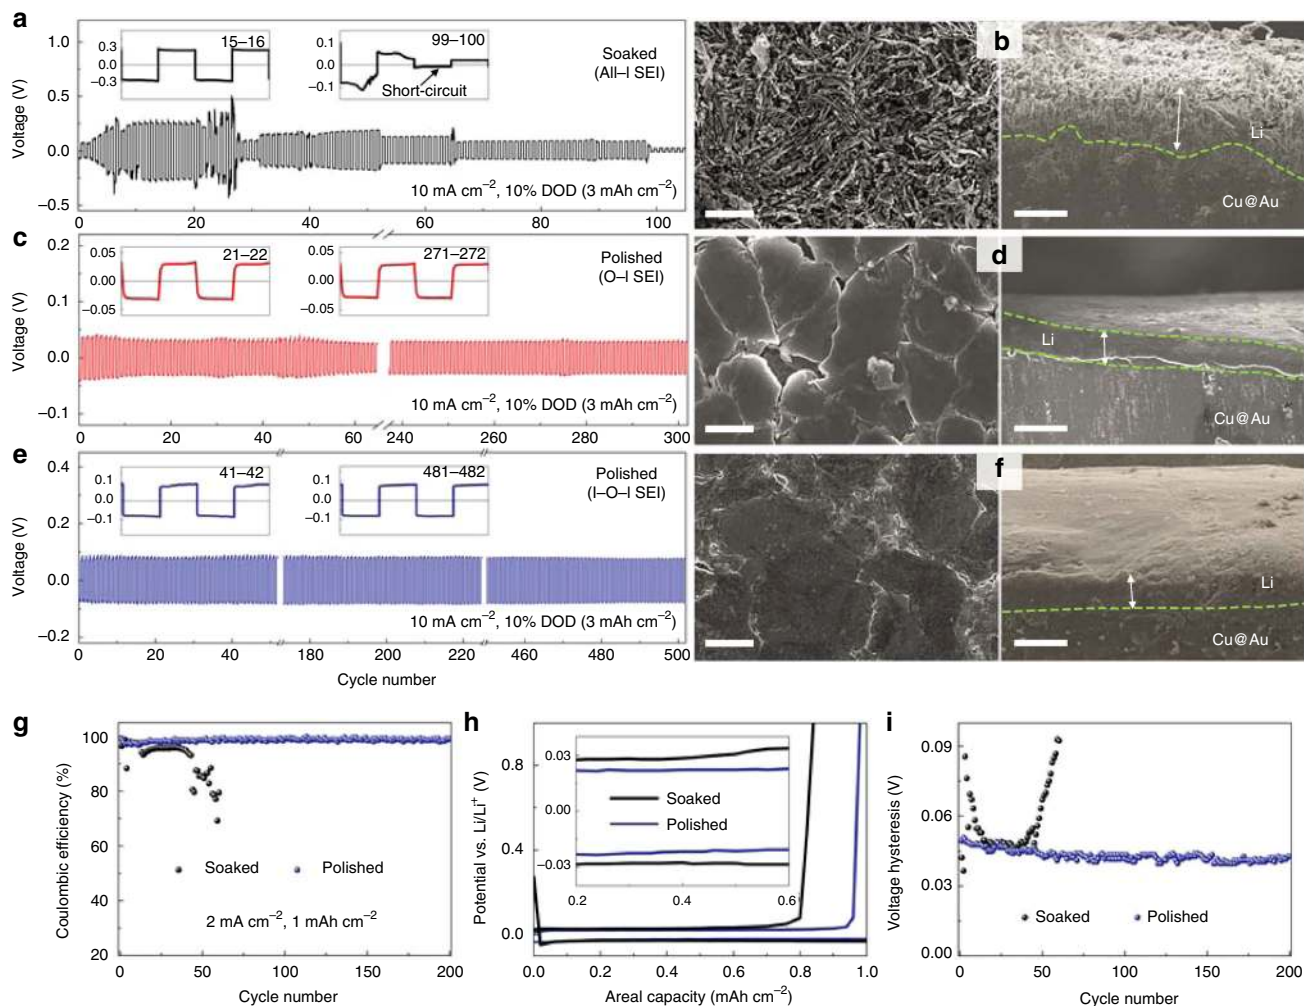 a
Voltage (V)
1.0
0.5
0.0
−0.5
0.3
0.0
−0.3
15–16
0.1
0.0
−0.1
99–100
Short-circuit
Soaked
(All–I SEI)
10 mA cm−2, 10% DOD (3 mAh cm−2)
0 20 40 60 80 100
b
Li
Cu@Au
c
Voltage (V)
0.2
0.1
0.0
−0.1
0.05
0.00
−0.05
21–22
0.05
0.00
−0.05
271–272
Polished
(O–I SEI)
10 mA cm−2, 10% DOD (3 mAh cm−2)
0 20 40 60 240 260 280 300
d
Li
Cu@Au
e
Voltage (V)
0.4
0.2
0.0
−0.2
0.1
0.0
−0.1
41–42
0.1
0.0
−0.1
481–482
Polished
(I–O–I SEI)
10 mA cm−2, 10% DOD (3 mAh cm−2)
0 20 40 200 220 460 480 500
Cycle number
f
Li
Cu@Au
g
Coulombic efficiency (%)
100
80
60
40
20
Soaked Polished
2 mA cm−2, 1 mAh cm−2
0 50 100 150 200
Cycle number
h
Potential vs. Li/Li+ (V)
0.8
0.4
0.0
0.03
0.00
−0.03
Soaked
Polished
0.2 0.4 0.6
0.0 0.2 0.4 0.6 0.8 1.0
Areal capacity (mAh cm−2)
i
Voltage hysteresis (V)
0.09
0.06
0.03
0.00
Soaked Polished
0 50 100 150 200
Cycle number